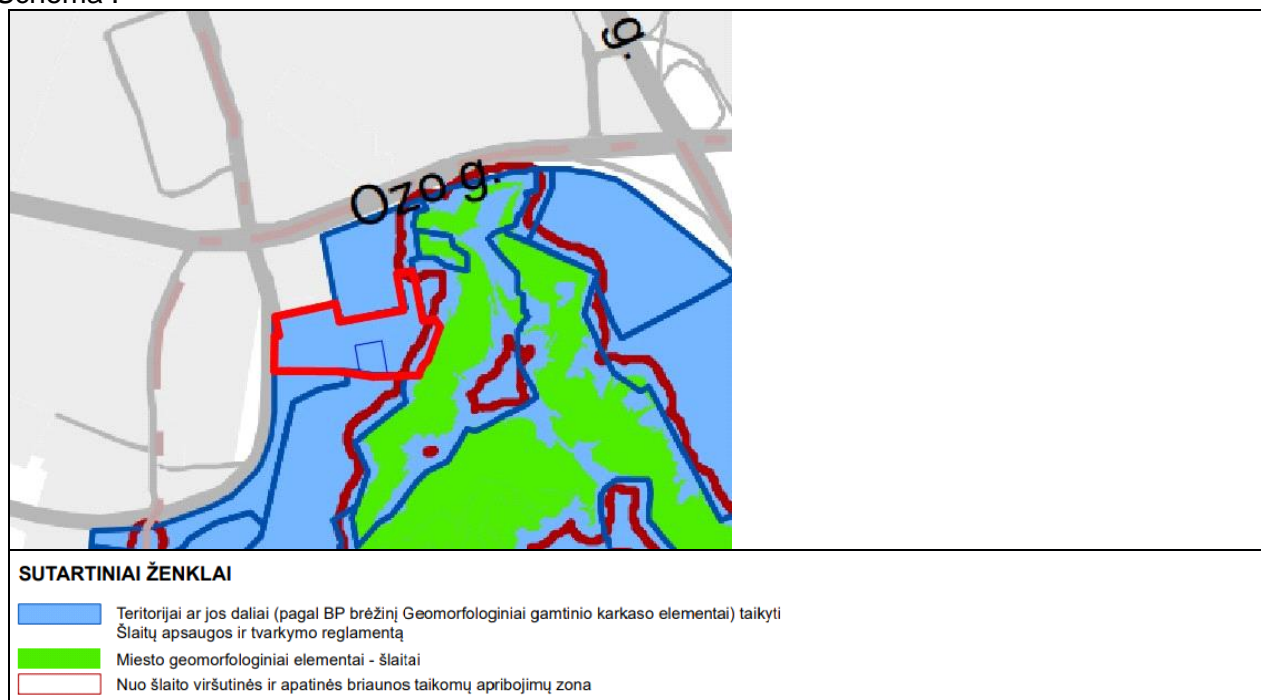 g.
Ozo g.
SUTARTINIAI ŽENKLAI
Teritorijai ar jos daliai (pagal BP brėžinį Geomorfologiniai gamtinio karkaso elementai) taikyti
Šlaitų apsaugos ir tvarkymo reglamentą
Miesto geomorfologiniai elementai - šlaitai
Nuo šlaito viršutinės ir apatinės briaunos taikomų apribojimų zona